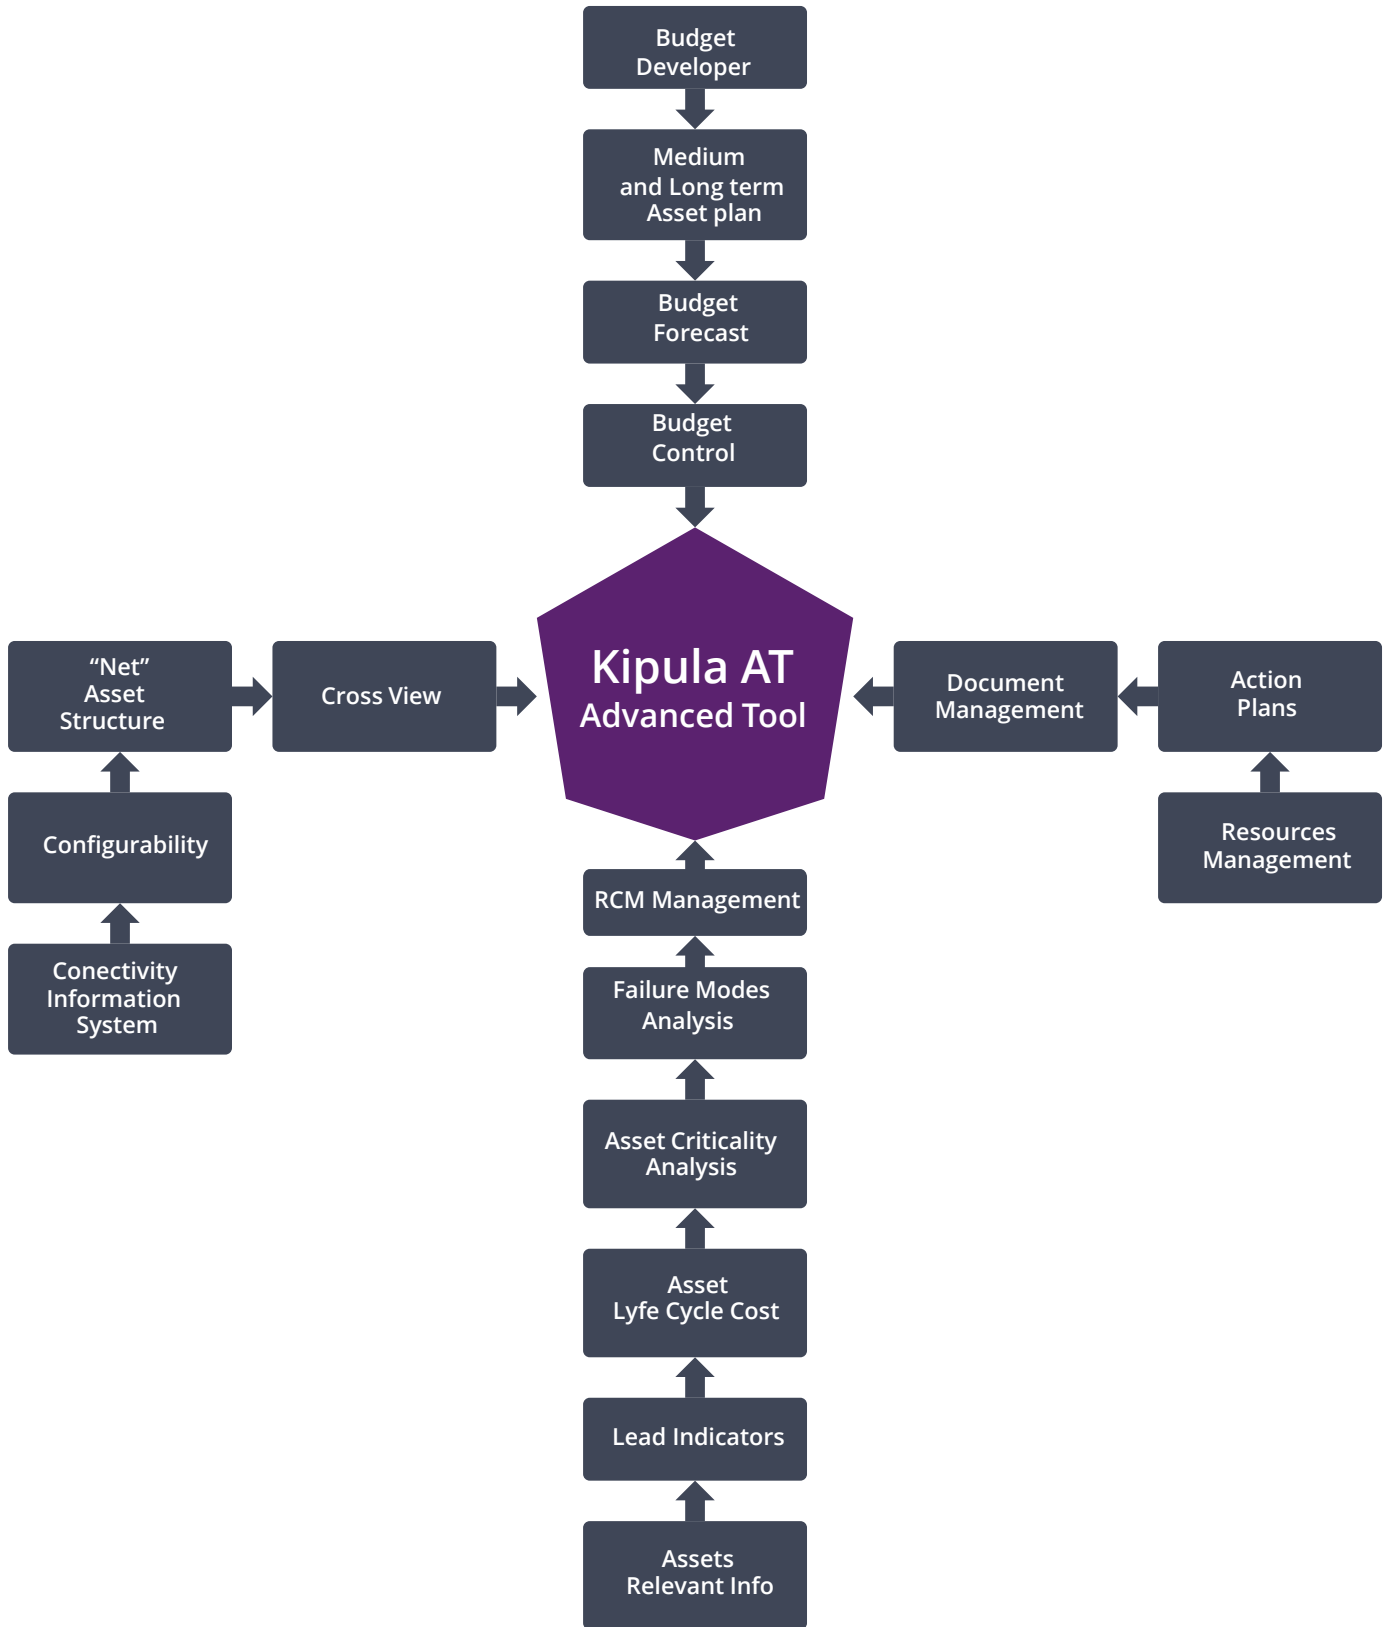 Budget
Developer
Medium
and Long term
Asset plan
Budget
Forecast
Budget
Control
Kipula AT
Advanced Tool
“Net”
Asset
Structure
Cross View
Document
Management
Action
Plans
Configurability
Resources
Management
Conectivity
Information
System
RCM Management
Failure Modes
Analysis
Asset Criticality
Analysis
Asset
Lyfe Cycle Cost
Lead Indicators
Assets
Relevant Info